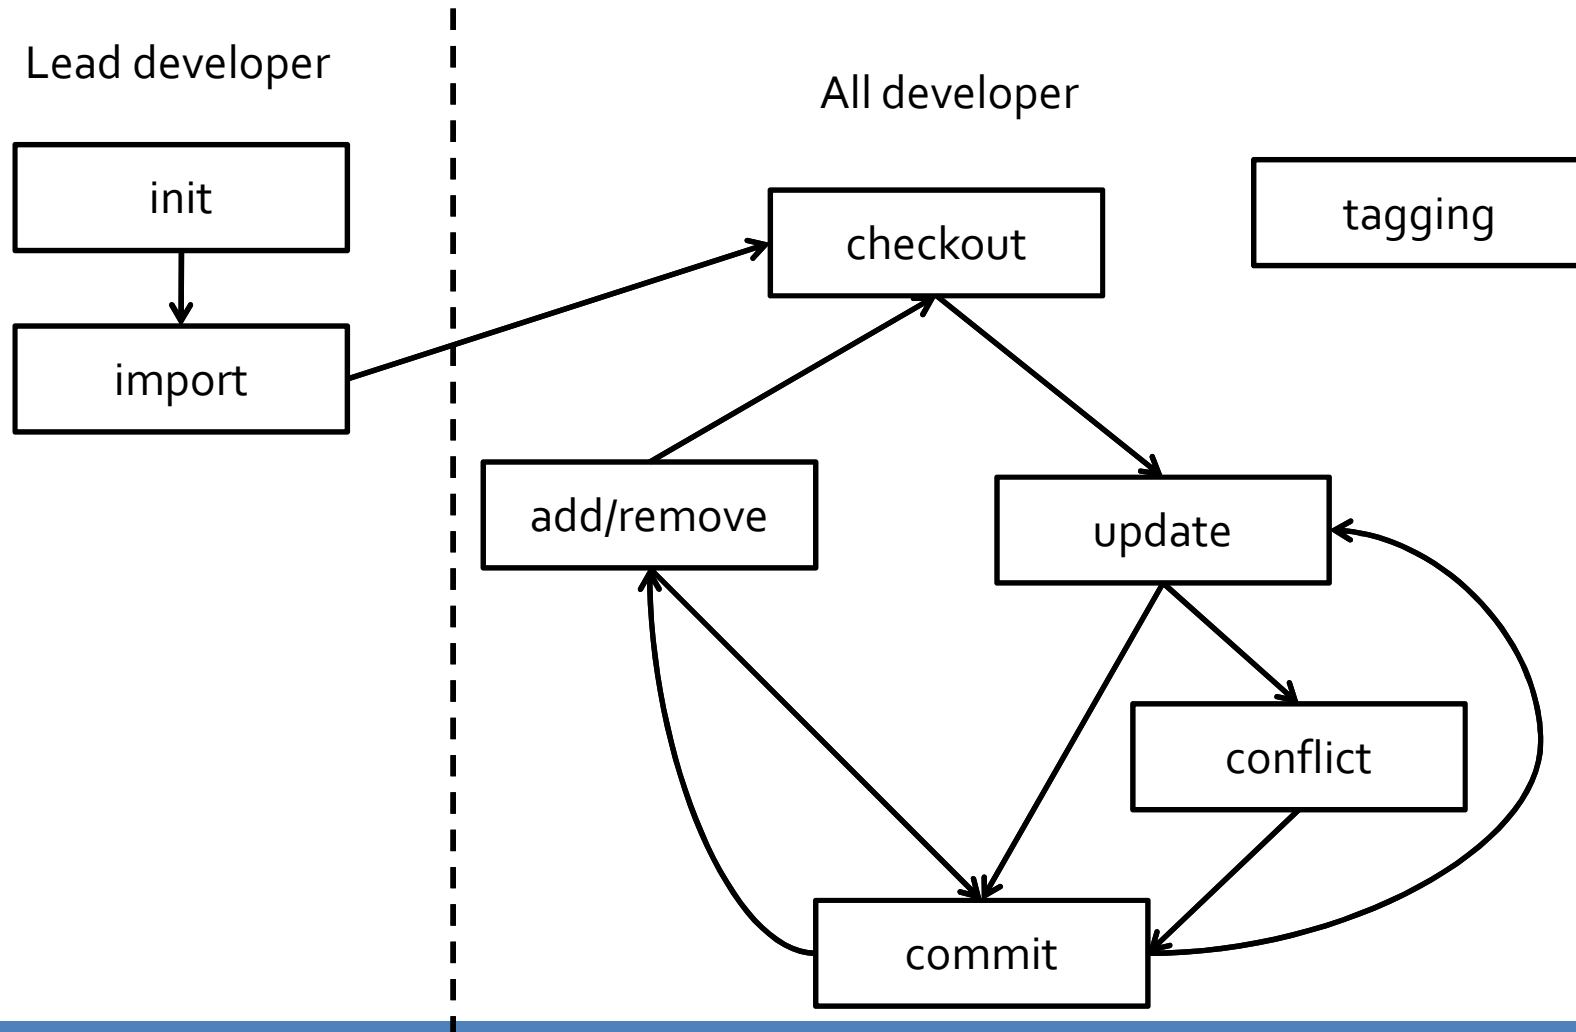 Lead developer
All developer
init
tagging
checkout
import
add/remove
update
conflict
commit